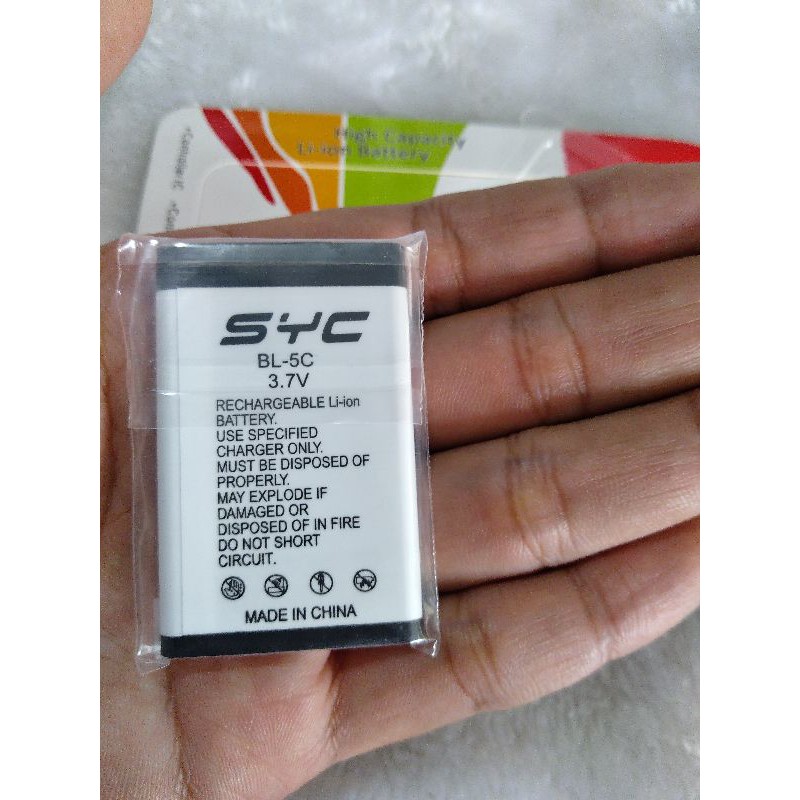 High Capacity
Li-ion Battery
SYC
BL-5C
3.7V
RECHARGEABLE Li-ion
BATTERY.
USE SPECIFIED
CHARGER ONLY.
MUST BE DISPOSED OF
PROPERLY.
MAY EXPLODE IF
DAMAGED OR
DISPOSED OF IN FIRE
DO NOT SHORT
CIRCUIT.
MADE IN CHINA